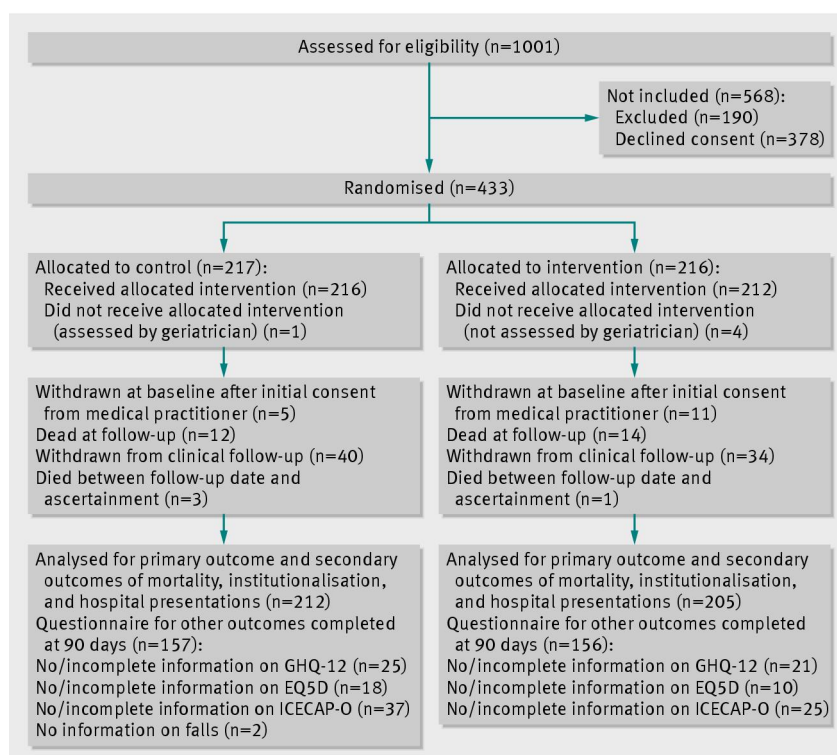 Assessed for eligibility (n=1001)
Not included (n=568):
Excluded (n=190)
Declined consent (n=378)
Randomised (n=433)
Allocated to control (n=217):
Received allocated intervention (n=216)
Did not receive allocated intervention
(assessed by geriatrician) (n=1)
Allocated to intervention (n=216):
Received allocated intervention (n=212)
Did not receive allocated intervention
(not assessed by geriatrician) (n=4)
Withdrawn at baseline after initial consent
from medical practitioner (n=5)
Dead at follow-up (n=12)
Withdrawn from clinical follow-up (n=40)
Died between follow-up date and
ascertainment (n=3)
Withdrawn at baseline after initial consent
from medical practitioner (n=11)
Dead at follow-up (n=14)
Withdrawn from clinical follow-up (n=34)
Died between follow-up date and
ascertainment (n=1)
Analysed for primary outcome and secondary
outcomes of mortality, institutionalisation,
and hospital presentations (n=212)
Questionnaire for other outcomes completed
at 90 days (n=157):
No/incomplete information on GHQ-12 (n=25)
No/incomplete information on EQ5D (n=18)
No/incomplete information on ICECAP-O (n=37)
No information on falls (n=2)
Analysed for primary outcome and secondary
outcomes of mortality, institutionalisation,
and hospital presentations (n=205)
Questionnaire for other outcomes completed
at 90 days (n=156):
No/incomplete information on GHQ-12 (n=21)
No/incomplete information on EQ5D (n=10)
No/incomplete information on ICECAP-O (n=25)